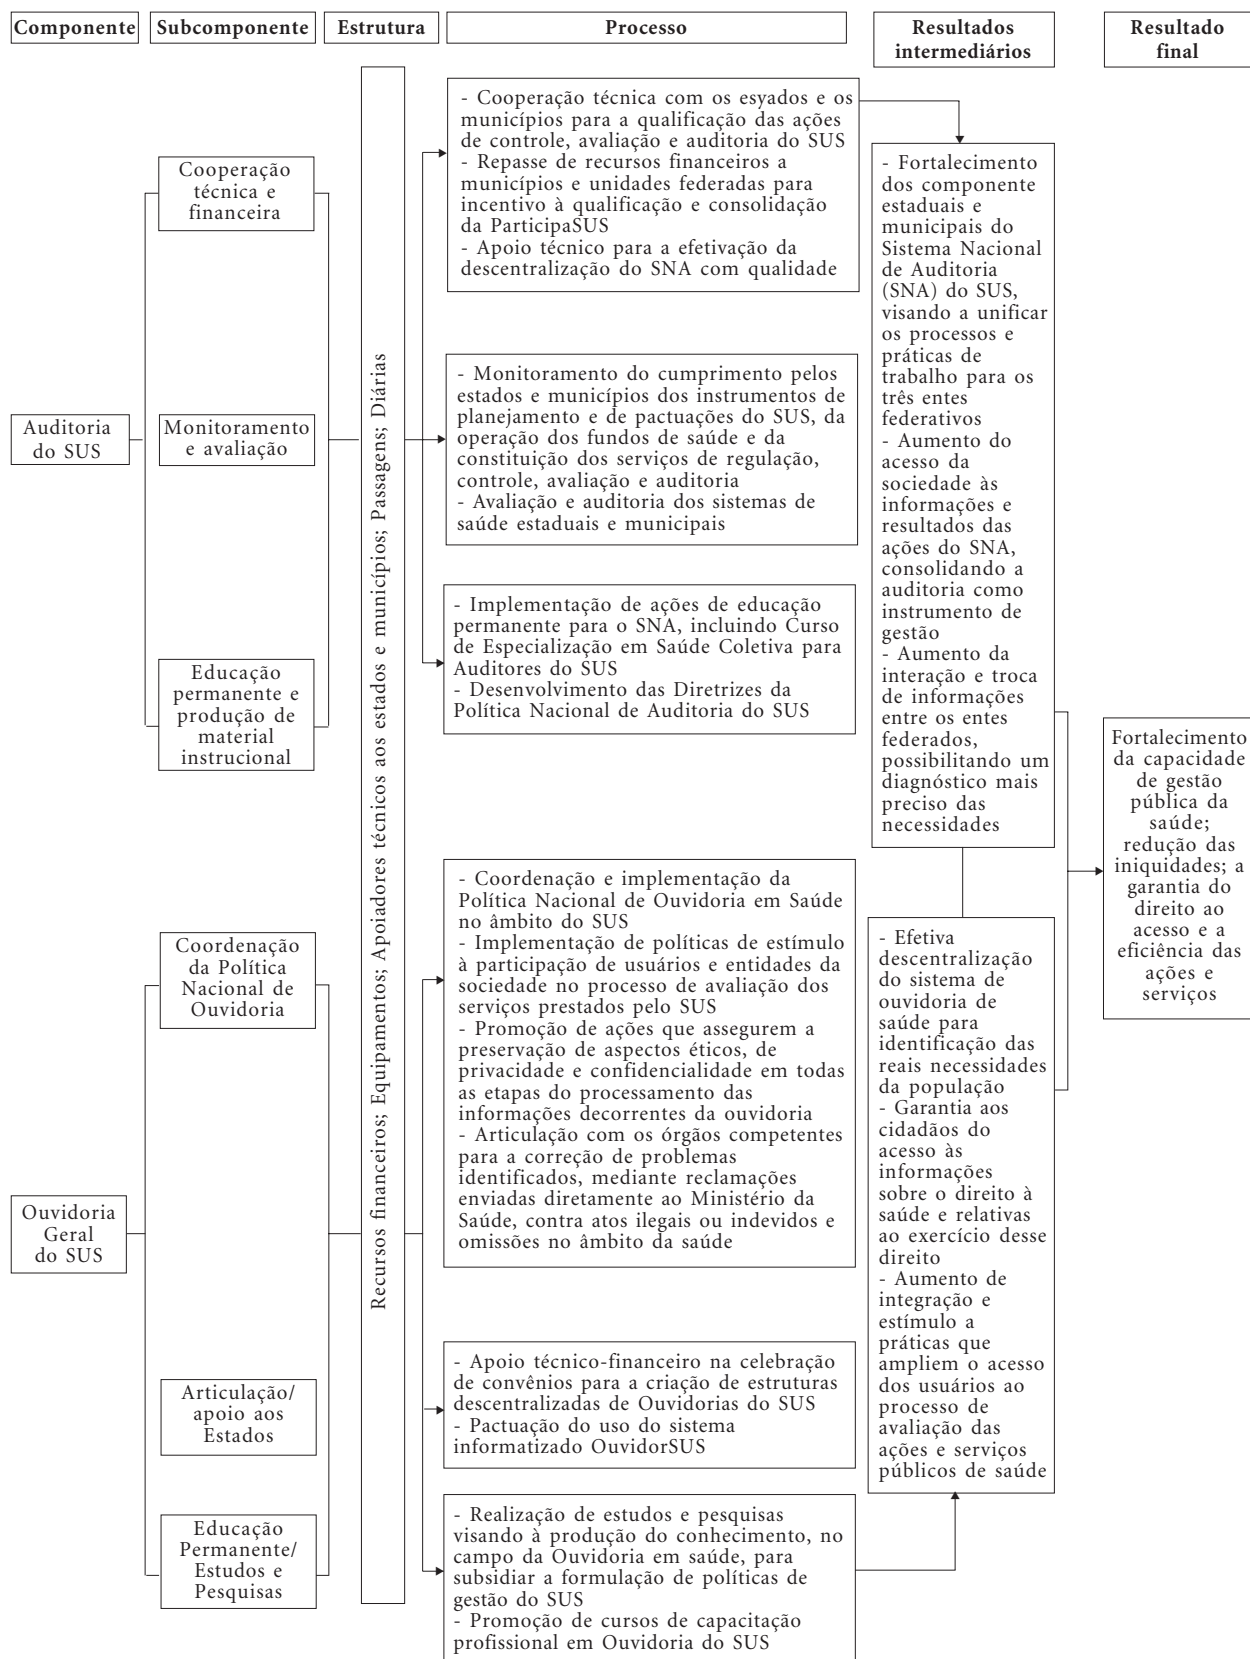 Componente
Subcomponente
Estrutura
Processo
Resultados
intermediários
Resultado
final
Auditoria
do SUS
Cooperação
técnica e
financeira
Monitoramento
e avaliação
Educação
permanente e
produção de
material
instrucional
Ouvidoria
Geral
do SUS
Coordenação
da Política
Nacional de
Ouvidoria
Articulação/
apoio aos
Estados
Educação
Permanente/
Estudos e
Pesquisas
Recursos financeiros; Equipamentos; Apoiadores técnicos aos estados e municípios; Passagens; Diárias
- Cooperação técnica com os esyados e os
municípios para a qualificação das ações
de controle, avaliação e auditoria do SUS
- Repasse de recursos financeiros a
municípios e unidades federadas para
incentivo à qualificação e consolidação
da ParticipaSUS
- Apoio técnico para a efetivação da
descentralização do SNA com qualidade
- Monitoramento do cumprimento pelos
estados e municípios dos instrumentos de
planejamento e de pactuações do SUS, da
operação dos fundos de saúde e da
constituição dos serviços de regulação,
controle, avaliação e auditoria
- Avaliação e auditoria dos sistemas de
saúde estaduais e municipais
- Implementação de ações de educação
permanente para o SNA, incluindo Curso
de Especialização em Saúde Coletiva para
Auditores do SUS
- Desenvolvimento das Diretrizes da
Política Nacional de Auditoria do SUS
- Coordenação e implementação da
Política Nacional de Ouvidoria em Saúde
no âmbito do SUS
- Implementação de políticas de estímulo
à participação de usuários e entidades da
sociedade no processo de avaliação dos
serviços prestados pelo SUS
- Promoção de ações que assegurem a
preservação de aspectos éticos, de
privacidade e confidencialidade em todas
as etapas do processamento das
informações decorrentes da ouvidoria
- Articulação com os órgãos competentes
para a correção de problemas
identificados, mediante reclamações
enviadas diretamente ao Ministério da
Saúde, contra atos ilegais ou indevidos e
omissões no âmbito da saúde
- Apoio técnico-financeiro na celebração
de convênios para a criação de estruturas
descentralizadas de Ouvidorias do SUS
- Pactuação do uso do sistema
informatizado OuvidorSUS
- Realização de estudos e pesquisas
visando à produção do conhecimento, no
campo da Ouvidoria em saúde, para
subsidiar a formulação de políticas de
gestão do SUS
- Promoção de cursos de capacitação
profissional em Ouvidoria do SUS
- Fortalecimento
dos componente
estaduais e
municipais do
Sistema Nacional
de Auditoria
(SNA) do SUS,
visando a unificar
os processos e
práticas de
trabalho para os
três entes
federativos
- Aumento do
acesso da
sociedade às
informações e
resultados das
ações do SNA,
consolidando a
auditoria como
instrumento de
gestão
- Aumento da
interação e troca
de informações
entre os entes
federados,
possibilitando um
diagnóstico mais
preciso das
necessidades
- Efetiva
descentralização
do sistema de
ouvidoria de
saúde para
identificação das
reais necessidades
da população
- Garantia aos
cidadãos do
acesso às
informações
sobre o direito à
saúde e relativas
ao exercício desse
direito
- Aumento de
integração e
estímulo a
práticas que
ampliem o acesso
dos usuários ao
processo de
avaliação das
ações e serviços
públicos de saúde
Fortalecimento
da capacidade
de gestão
pública da
saúde;
redução das
iniquidades; a
garantia do
direito ao
acesso e a
eficiência das
ações e
serviços